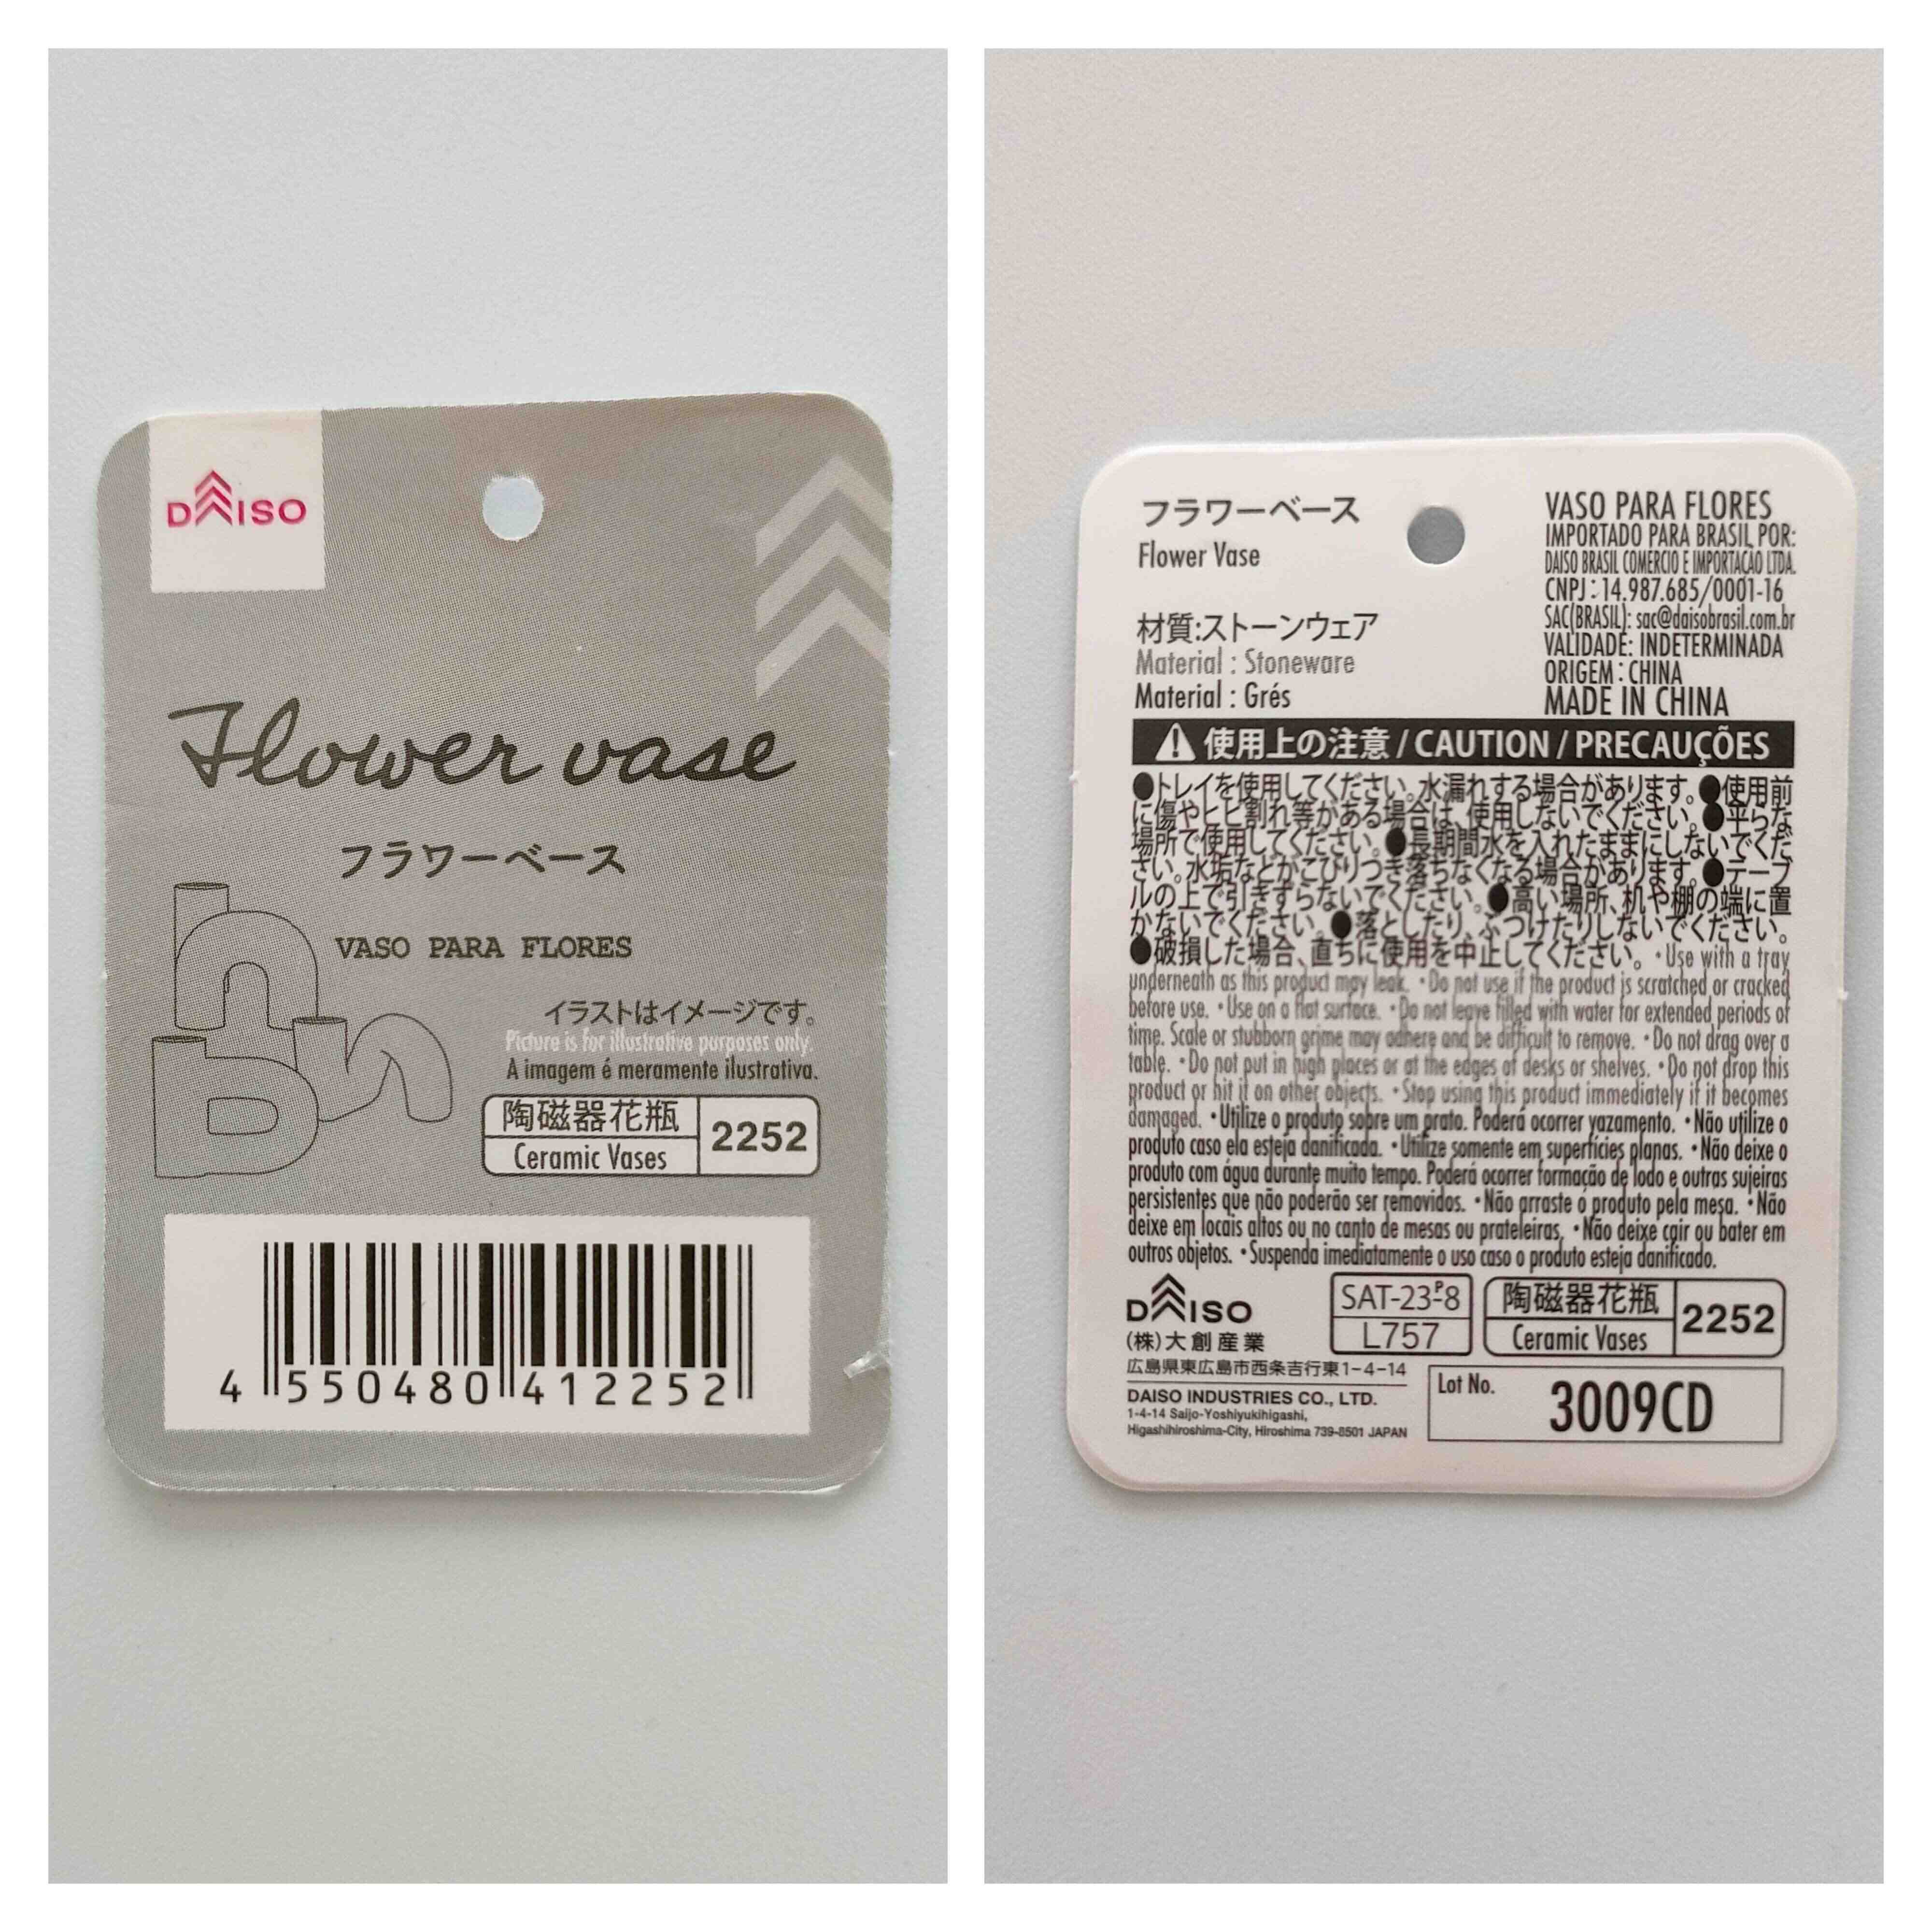 DAISO
Flower vase
フラワーベース
VASO PARA FLORES
イラストはイメージです。
Picture is for illustrative purposes only.
A imagem é meramente ilustrativa.
陶磁器花瓶
Ceramic Vases
2252
4 550480 412252
フラワーベース
Flower Vase
材質:ストーンウェア
Material : Stoneware
Material : Grés
VASO PARA FLORES
IMPORTADO PARA BRASIL POR:
DAISO BRASIL COMERCIO E IMPORTAÇÃO LTDA.
CNPJ : 14.987.685/0001-16
SAC(BRASIL): sac@daisobrasil.com.br
VALIDADE: INDETERMINADA
ORIGEM : CHINA
MADE IN CHINA
使用上の注意 / CAUTION / PRECAUÇÕES
●トレイを使用してください。水漏れする場合があります。●使用前
に傷やヒビ割れ等がある場合は、使用しないでください。●平らな
場所で使用してください。●長期間水を入れたままにしないでくだ
さい。水垢などがこびりつき落ちなくなる場合があります。●テーブ
ルの上で引きずらないでください。●高い場所、机や棚の端に置
かないでください。●落としたり、ぶつけたりしないでください。
●破損した場合、直ちに使用を中止してください。 •Use with a tray
underneath as this product may leak. •Do not use if the product is scratched or cracked
before use. •Use on a flat surface. •Do not leave filled with water for extended periods of
time. Scale or stubborn grime may adhere and be difficult to remove. •Do not drag over a
table. •Do not put in high places or at the edges of desks or shelves. •Do not drop this
product or hit it on other objects. •Stop using this product immediately if it becomes
damaged. •Utilize o produto sobre um prato. Poderá ocorrer vazamento. •Não utilize o
produto caso ela esteja danificada. •Utilize somente em superfícies planas. •Não deixe o
produto com água durante muito tempo. Poderá ocorrer formação de lodo e outras sujeiras
persistentes que não poderão ser removidos. •Não arraste o produto pela mesa. •Não
deixe em locais altos ou no canto de mesas ou prateleiras. •Não deixe cair ou bater em
outros objetos. •Suspenda imediatamente o uso caso o produto esteja danificado.
DAISO
(株)大創産業
広島県東広島市西条吉行東1-4-14
DAISO INDUSTRIES CO., LTD.
1-4-14 Saijo-Yoshiyukihigashi,
Higashihiroshima-City, Hiroshima 739-8501 JAPAN
SAT-23P-8
L757
陶磁器花瓶
Ceramic Vases
2252
Lot No. 3009CD